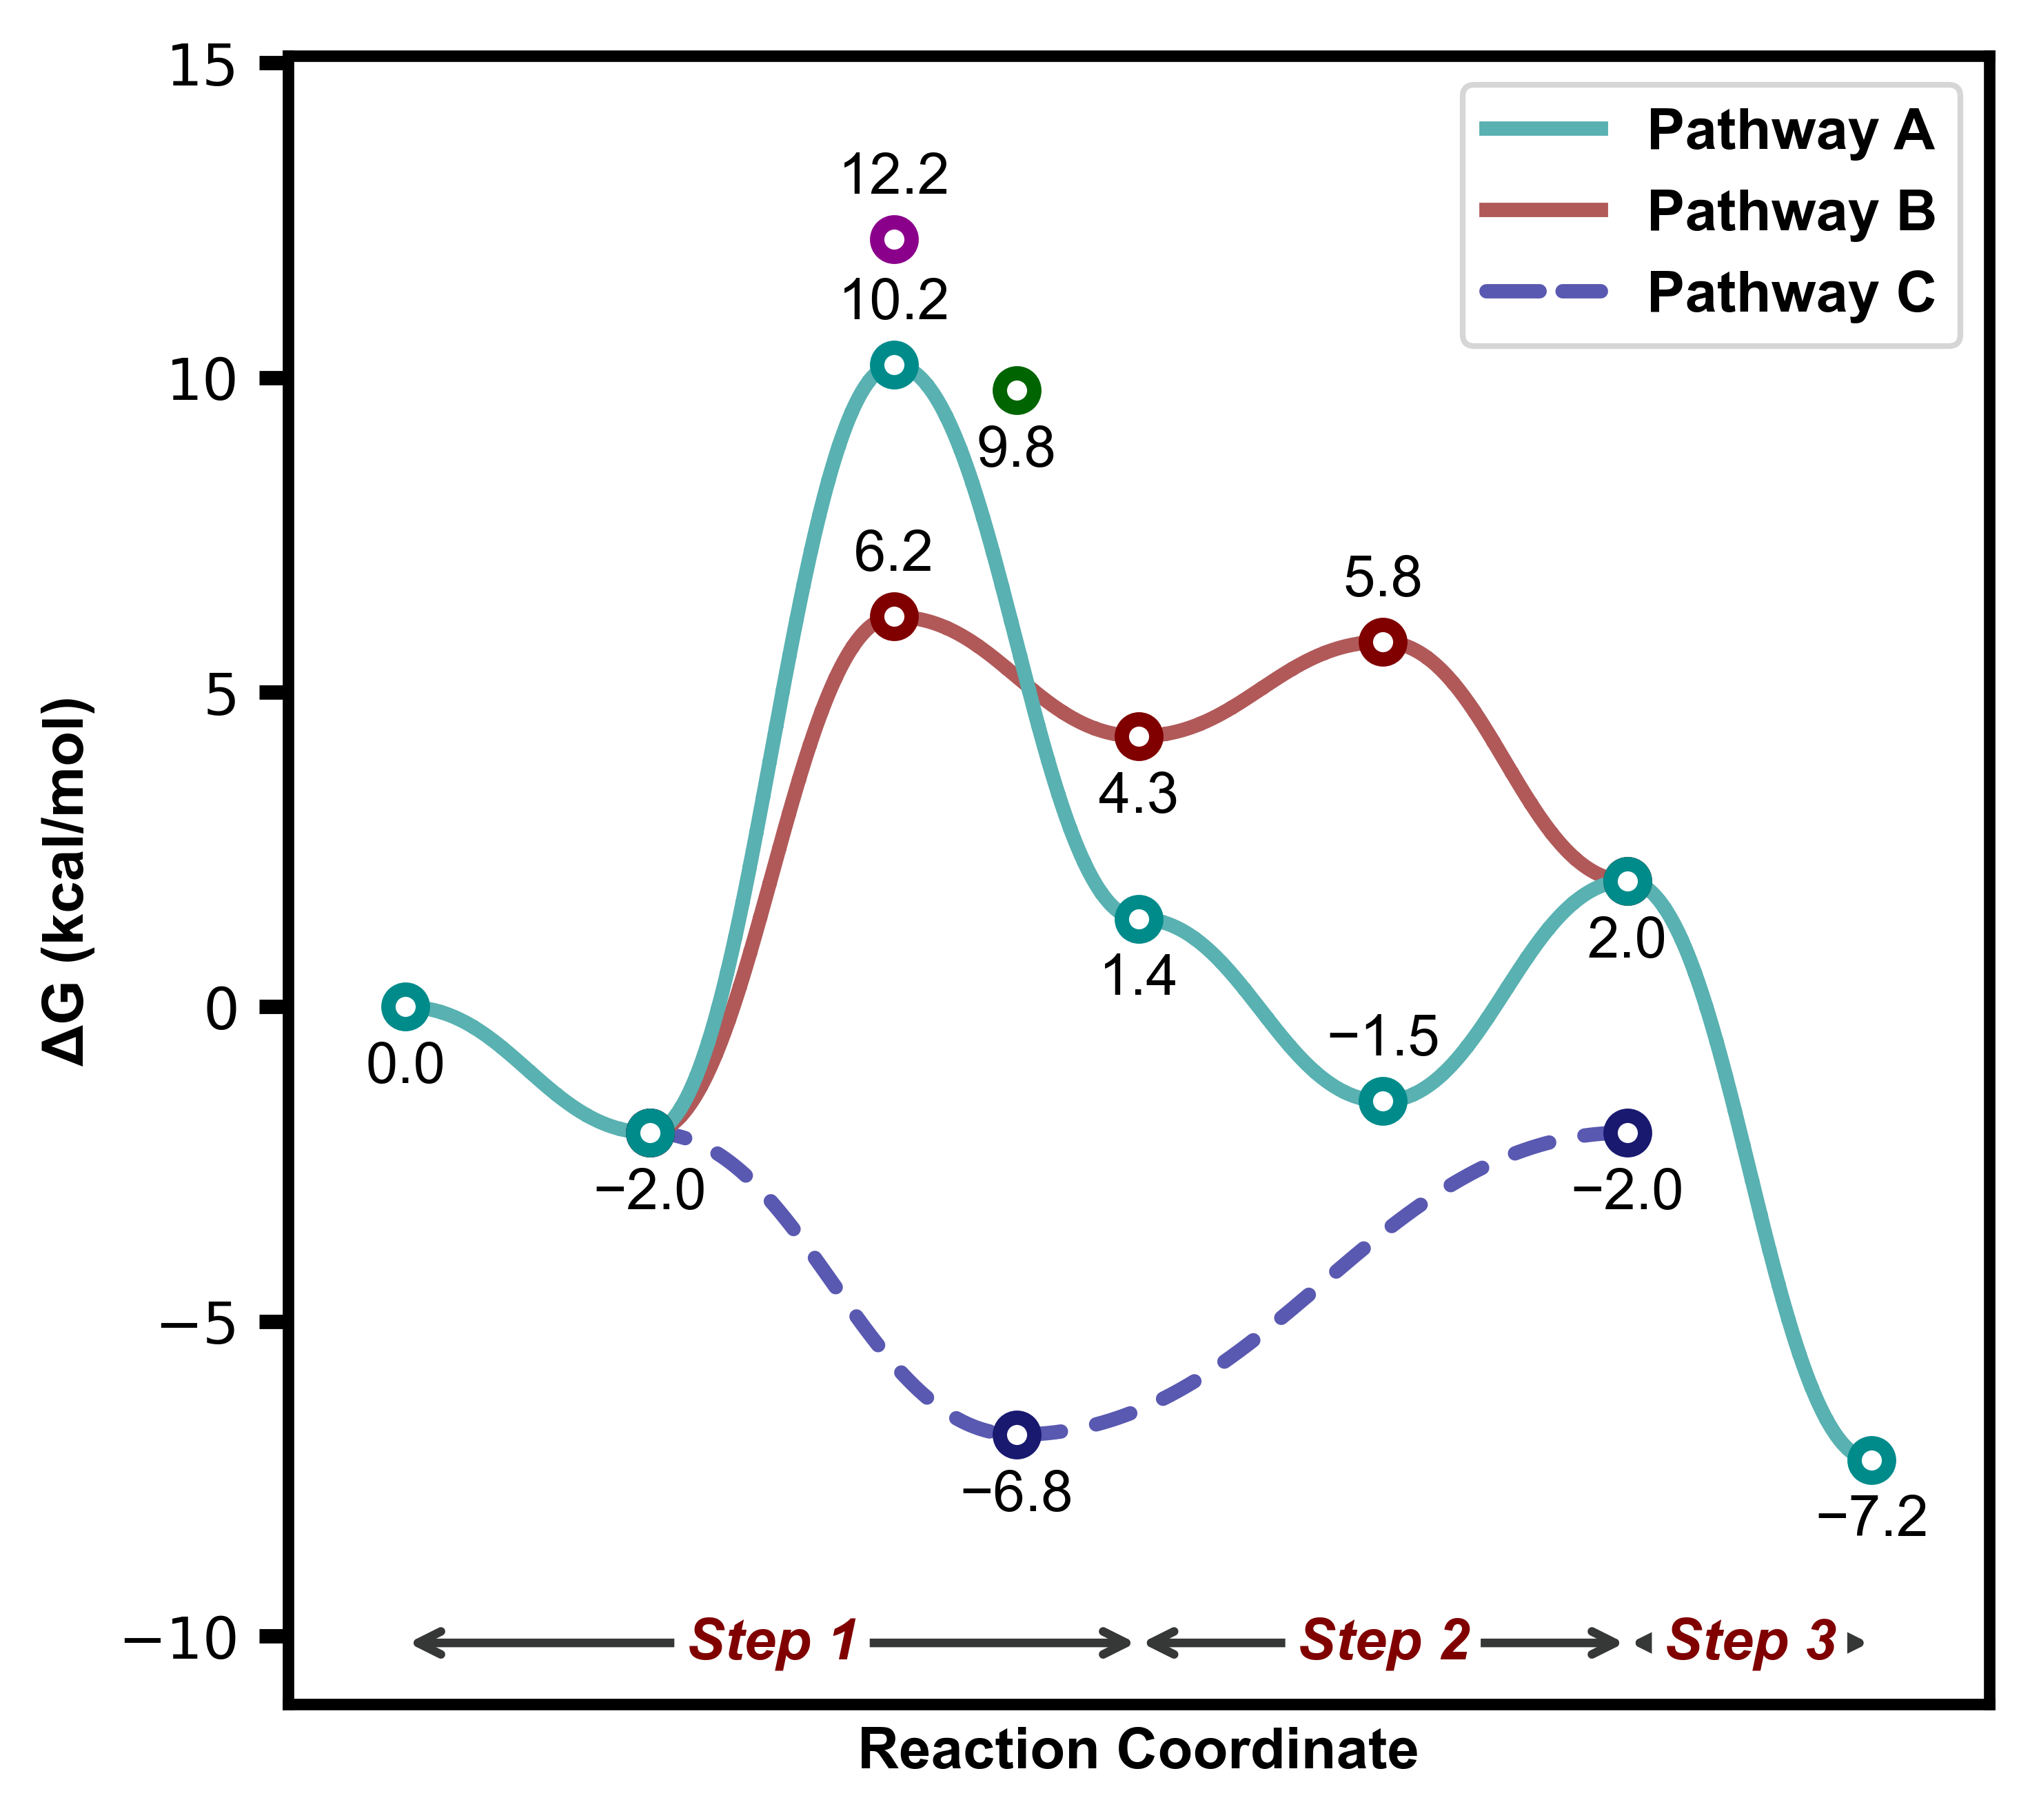 15
10
5
0
−5
−10
ΔG (kcal/mol)
Pathway A
Pathway B
Pathway C
12.2
10.2
9.8
6.2
5.8
4.3
2.0
1.4
−1.5
0.0
−2.0
−2.0
−6.8
−7.2
Step 1
Step 2
Step 3
Reaction Coordinate